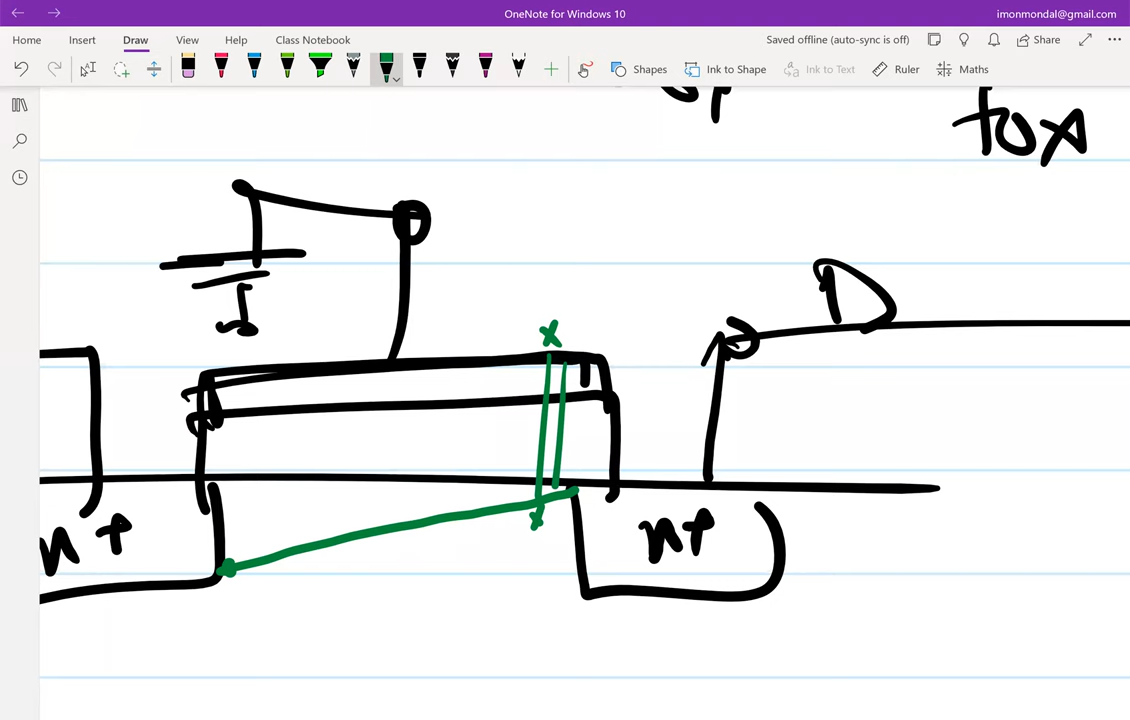 OneNote for Windows 10
imonmondal@gmail.com
Home Insert Draw View Help Class Notebook
Saved offline (auto-sync is off) Share
Shapes Ink to Shape Ink to Text Ruler Maths
tox
D
x
x
n+
n+